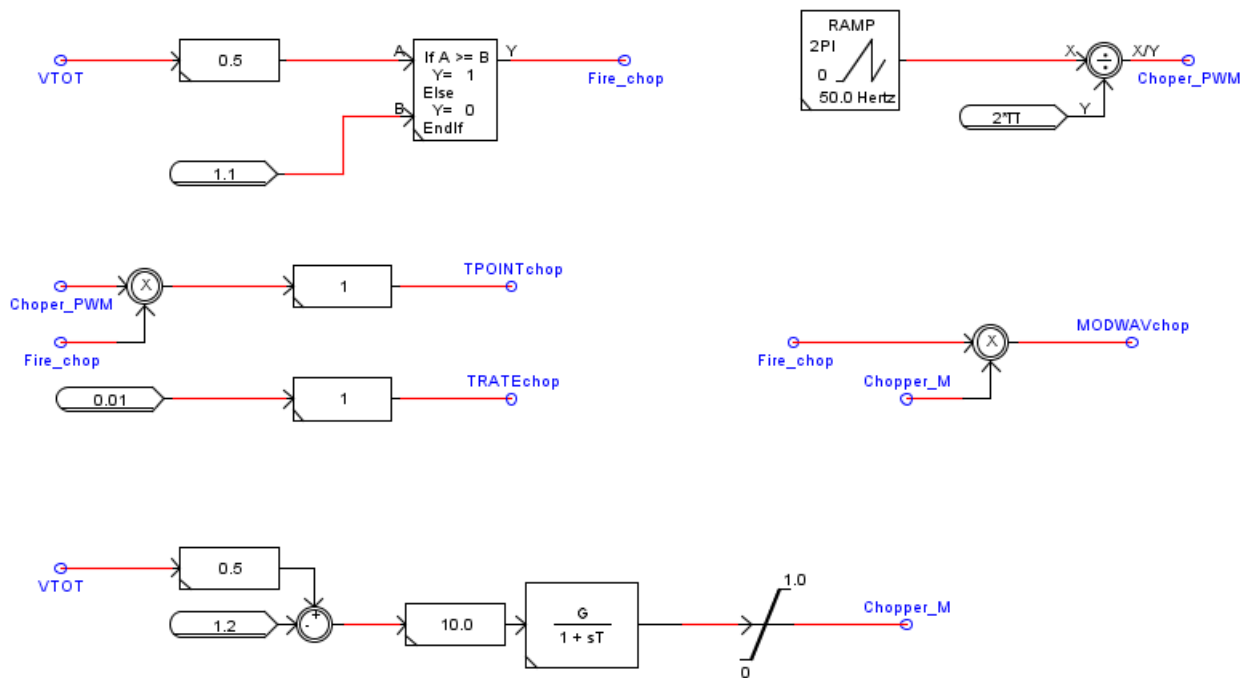 VTOT
0.5
A
B
If A >= B
Y= 1
Else
Y= 0
EndIf
Y
Fire_chop
1.1
RAMP
2PI
0
50.0 Hertz
X
X/Y
÷
Choper_PWM
2*TT
Y
Choper_PWM
X
Fire_chop
1
TPOINTchop
0.01
1
TRATEchop
Fire_chop
X
Chopper_M
MODWAVchop
VTOT
0.5
1.2
+
-
10.0
G
1 + sT
1.0
0
Chopper_M